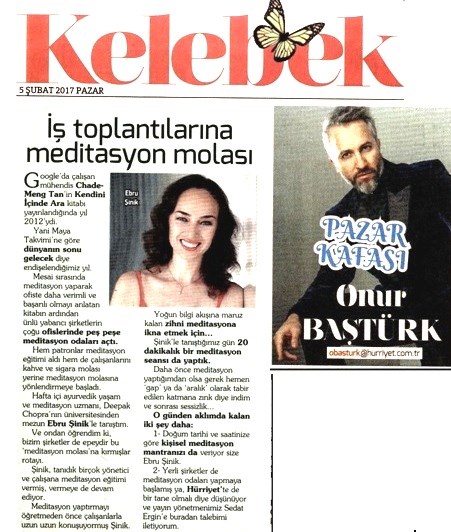 Kelebek
5 ŞUBAT 2017 PAZAR
İş toplantılarına
meditasyon molası
Google'da çalışan
mühendis Chade-
Meng Tan'in Kendini
İçinde Ara kitabı
yayınlandığında yıl
2012'ydi.
Yani Maya
Takvimi'ne göre
dünyanın sonu
gelecek diye
endişelendiğimiz yıl.
Mesai sırasında
meditasyon yaparak
ofiste daha verimli ve
başarılı olmayı anlatan
kitabın ardından
ünlü yabancı şirketlerin
çoğu ofislerinde peş peşe
meditasyon odaları açtı.
Hem patronlar meditasyon
eğitimi aldı hem de çalışanlarını
kahve ve sigara molası
yerine meditasyon molasına
yönlendirmeye başladı.
Hafta içi ayurvedik yaşam
ve meditasyon uzmanı, Deepak
Chopra'nın üniversitesinden
mezun Ebru Şinik'le tanıştım.
Ve ondan öğrendim ki,
bizim şirketler de epeydir bu
'meditasyon molası'na kırmışlar
rotayı.
Şinik, tanıdık birçok yönetici
ve çalışana meditasyon eğitimi
vermiş, vermeye de devam
ediyor.
Meditasyon yaptırmayı
öğretmeden önce çalışanlarla
uzun uzun konuşuyormuş Şinik.
Ebru
Şinik
Yoğun bilgi akışına maruz
kalan zihni meditasyona
ikna etmek için...
Şinik'le tanıştığımız gün 20
dakikalık bir meditasyon
seansı da yaptık.
Daha önce meditasyon
yaptığımdan olsa gerek hemen
'gap' ya da 'aralık' olarak tabir
edilen katmana zınk diye indim
ve sonrası sessizlik...
O günden aklımda kalan
iki şey daha:
1- Doğum tarihi ve saatinize
göre kişisel meditasyon
mantranızı da veriyor size
Ebru Şinik.
2- Yerli şirketler de
meditasyon odaları yapmaya
başlamış ya, Hürriyet'te de
bir tane olmalı diye düşünüyor
ve yayın yönetmenimiz Sedat
Ergin'e buradan talebimi
iletiyorum.
PAZAR
KAFASI
Onur
BAŞTÜRK
obasturk@hurriyet.com.tr